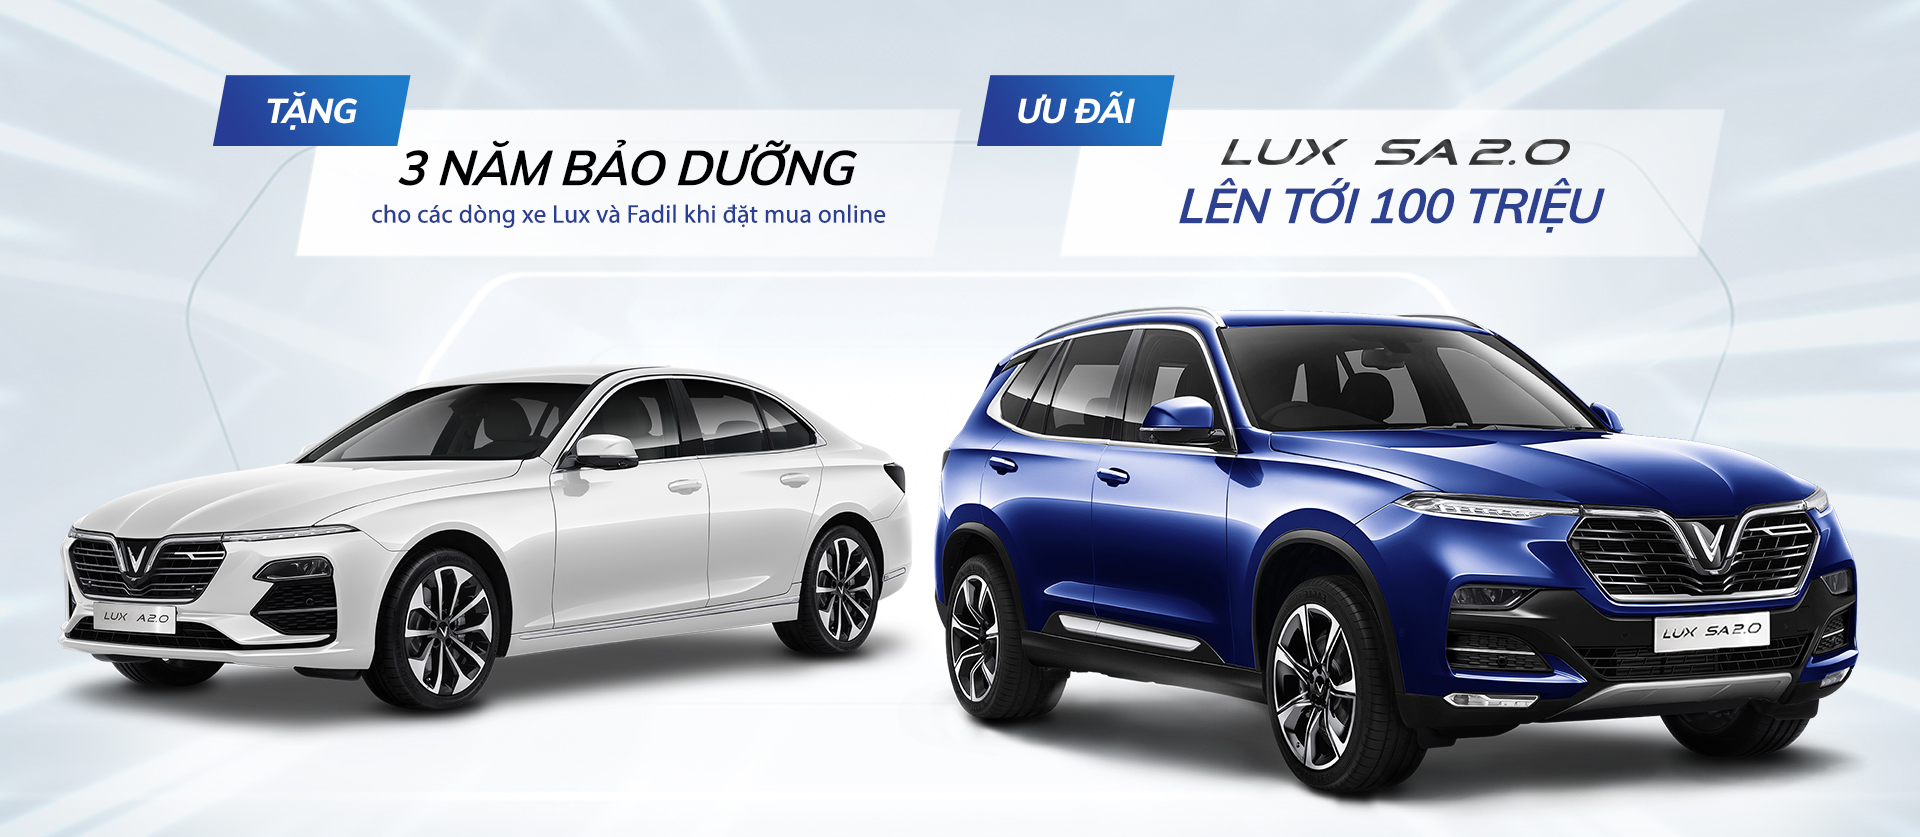 TẶNG
3 NĂM BẢO DƯỠNG
cho các dòng xe Lux và Fadil khi đặt mua online
ƯU ĐÃI
LUX SA2.0
LÊN TỚI 100 TRIỆU
LUX A2.0
LUX SA2.0